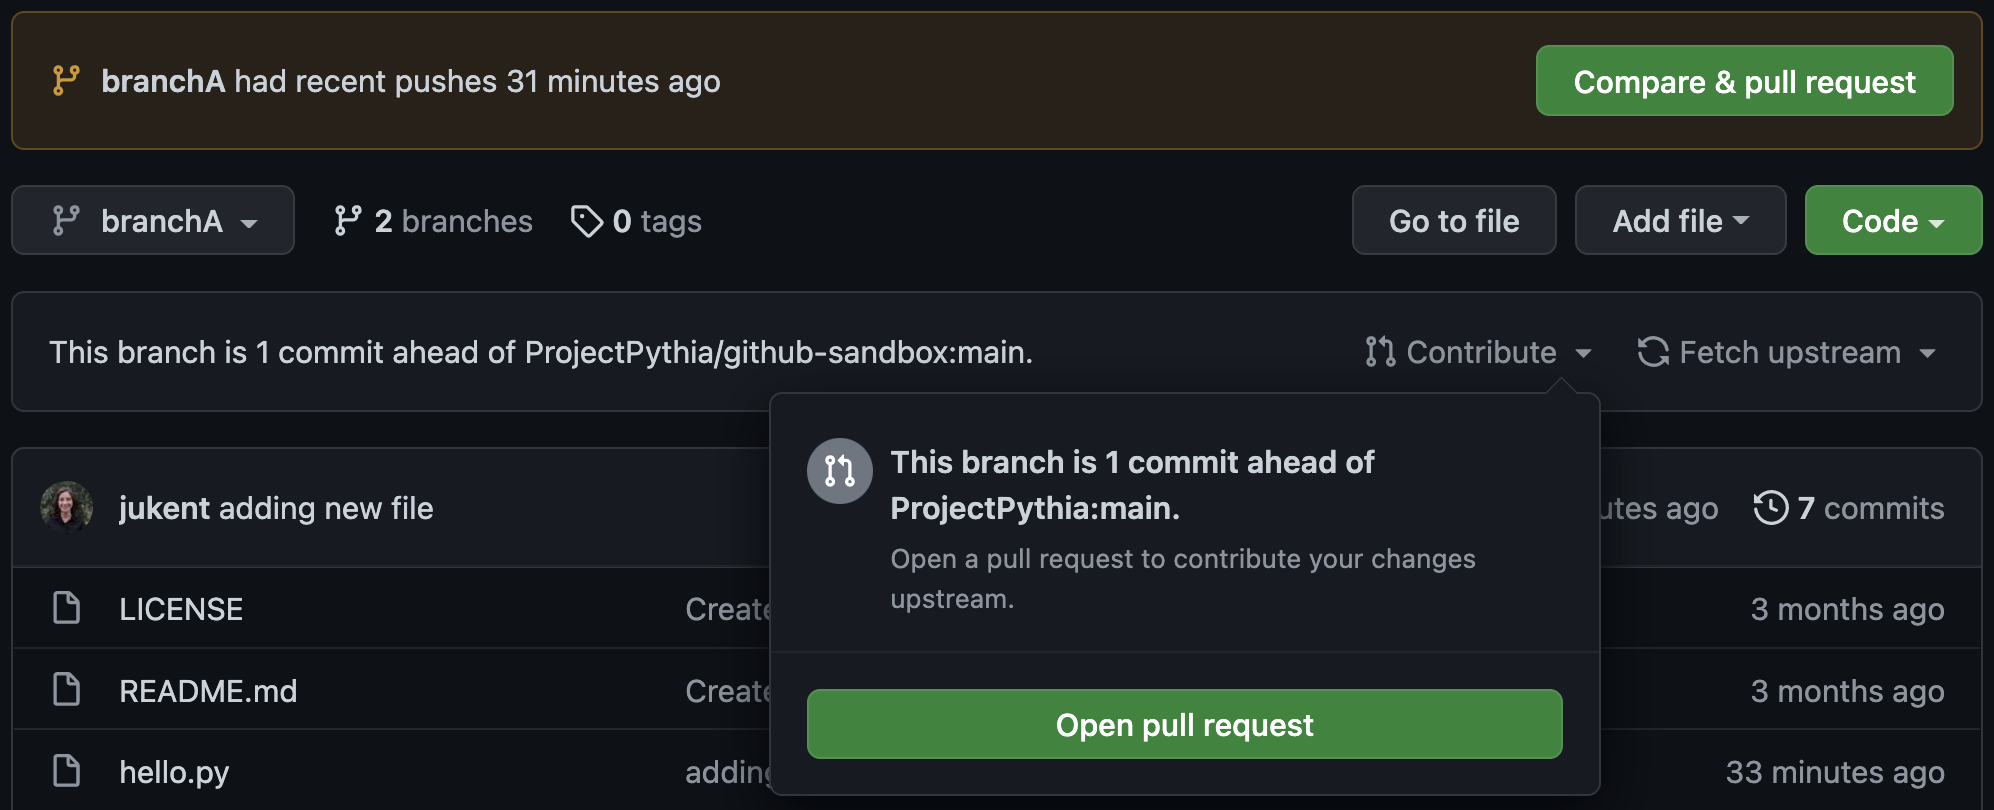 branchA had recent pushes 31 minutes ago
Compare & pull request
branchA
2 branches
0 tags
Go to file
Add file
Code
This branch is 1 commit ahead of ProjectPythia/github-sandbox:main.
Contribute
Fetch upstream
This branch is 1 commit ahead of
ProjectPythia:main.
Open a pull request to contribute your changes
upstream.
Open pull request
jukent adding new file
ago
7 commits
LICENSE
3 months ago
README.md
3 months ago
hello.py
33 minutes ago